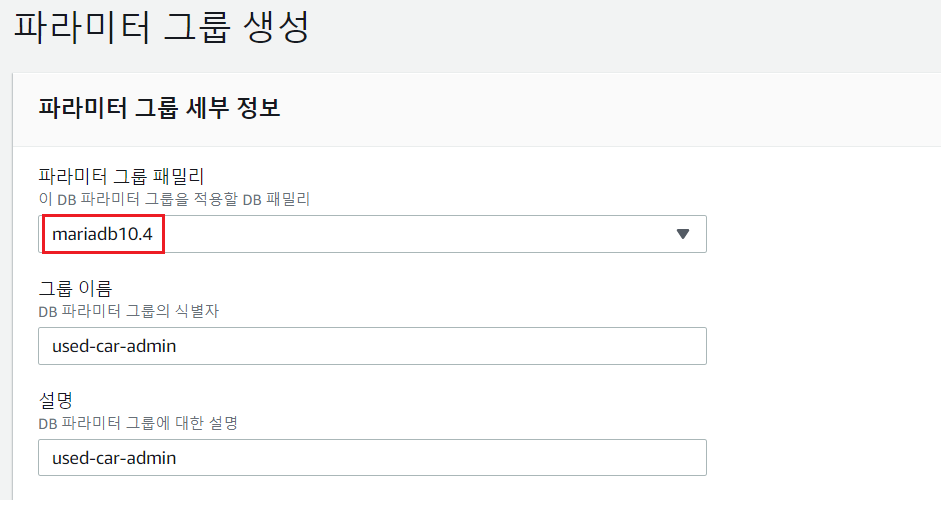 파라미터 그룹 생성
파라미터 그룹 세부 정보
파라미터 그룹 패밀리
이 DB 파라미터 그룹을 적용할 DB 패밀리
mariadb10.4
그룹 이름
DB 파라미터 그룹의 식별자
used-car-admin
설명
DB 파라미터 그룹에 대한 설명
used-car-admin